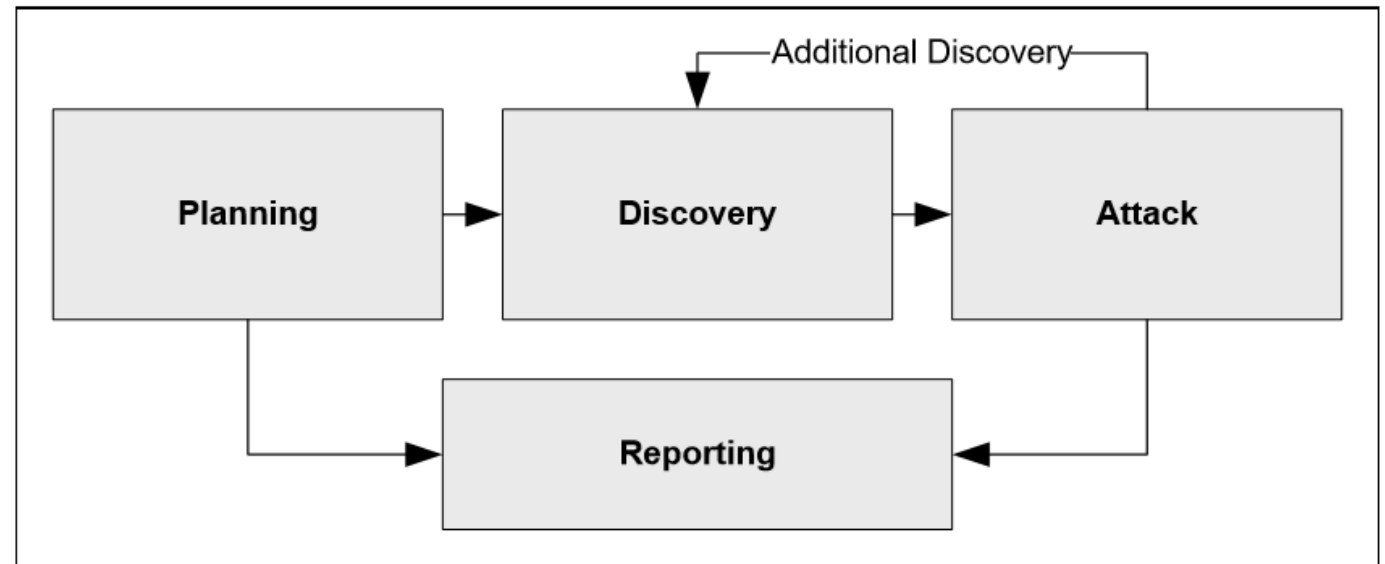 Additional Discovery
Planning
Discovery
Attack
Reporting